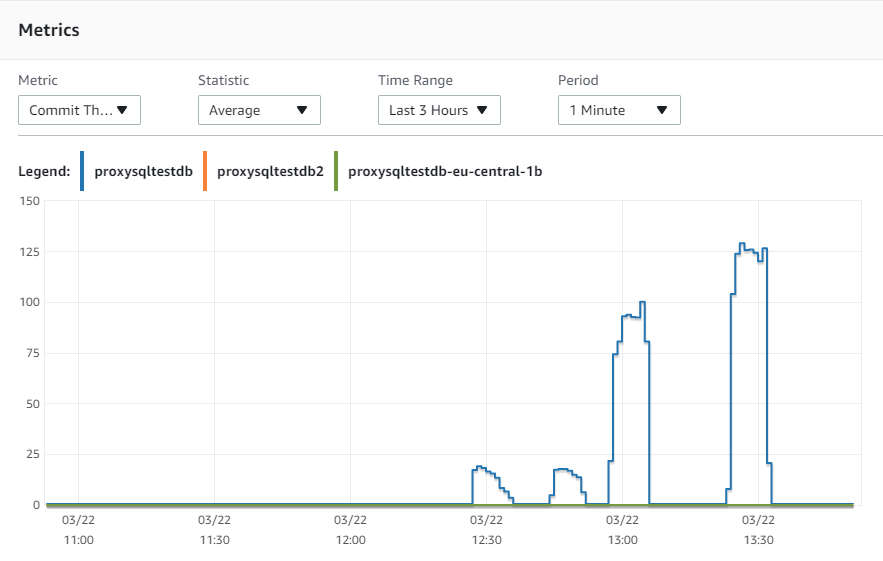 Metrics
Metric Statistic Time Range Period
Commit Th... Average Last 3 Hours 1 Minute
Legend: proxysqltestdb proxysqltestdb2 proxysqltestdb-eu-central-1b
150
125
100
75
50
25
0
03/22 03/22 03/22 03/22 03/22 03/22
11:00 11:30 12:00 12:30 13:00 13:30